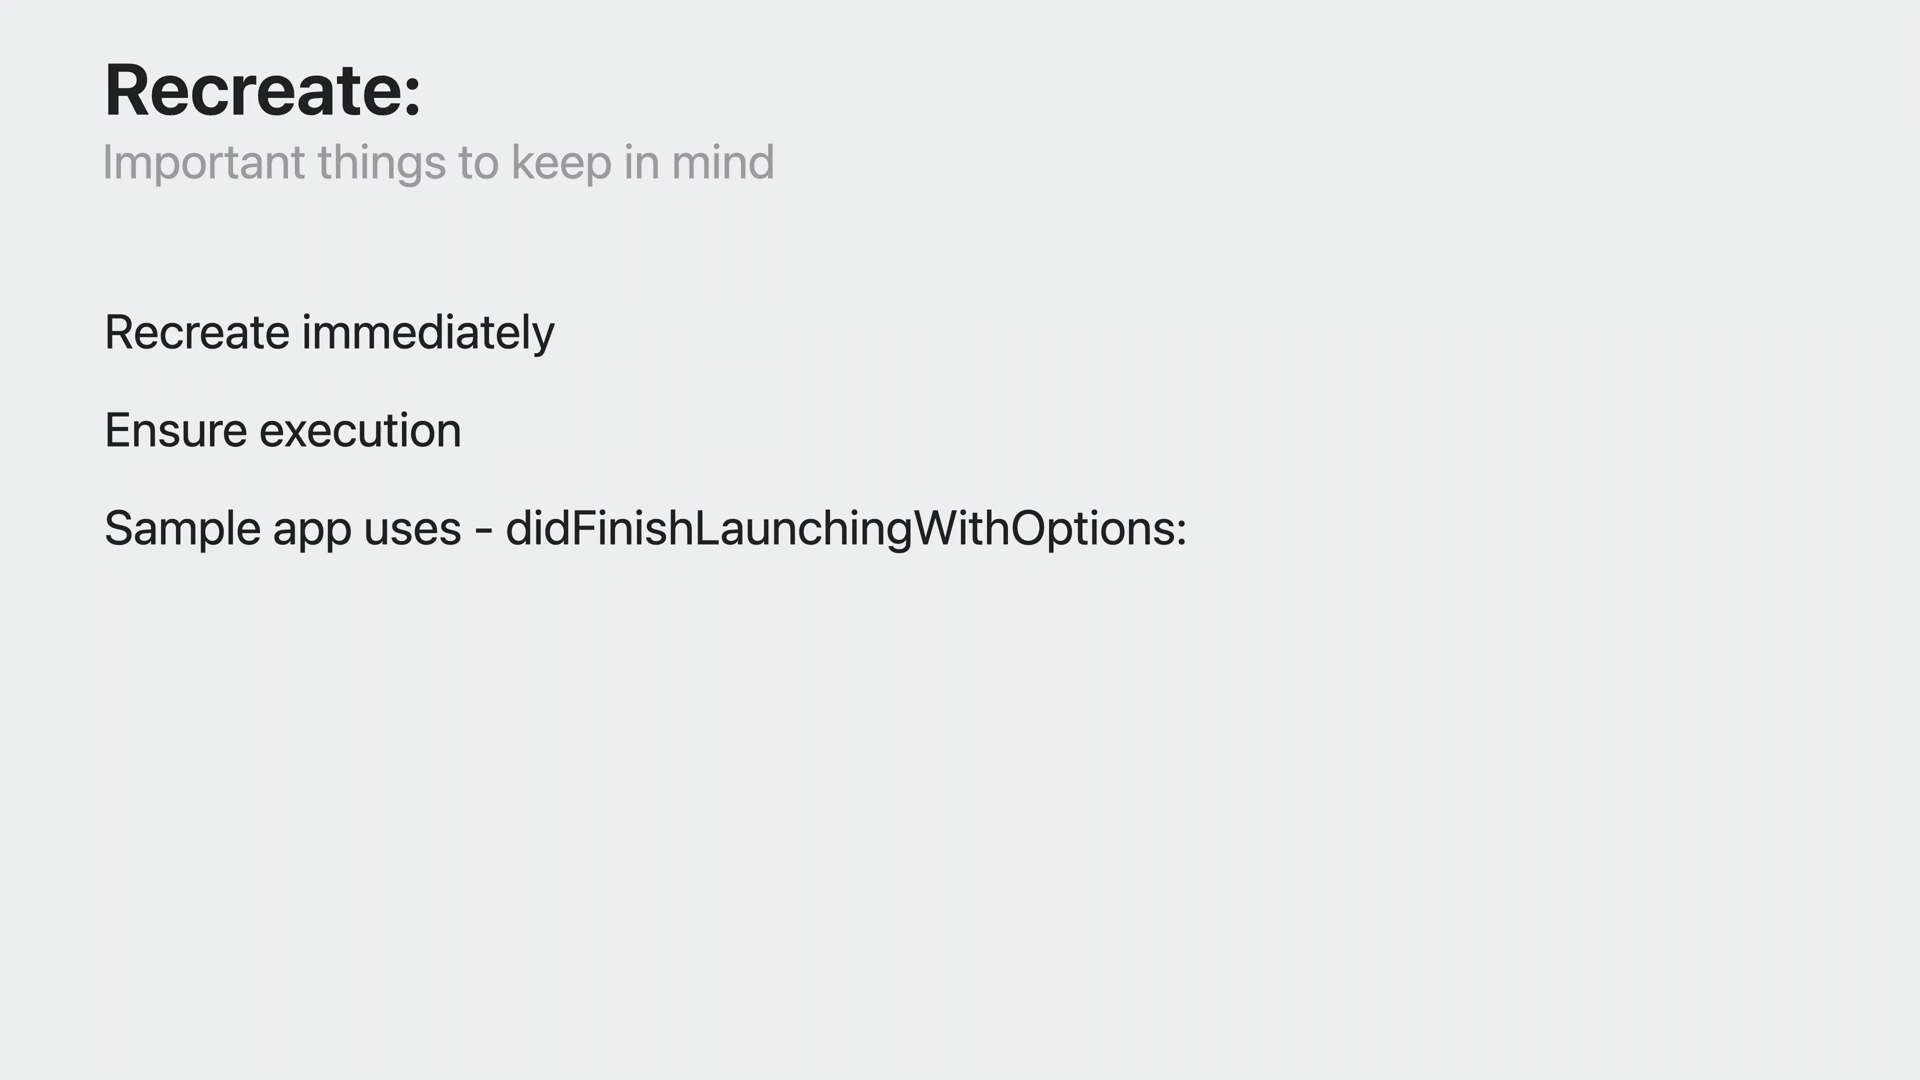 Recreate:
Important things to keep in mind
Recreate immediately
Ensure execution
Sample app uses - didFinishLaunchingWithOptions: